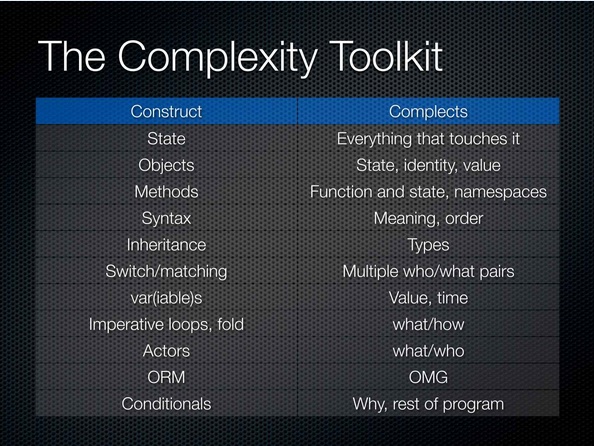 The Complexity Toolkit
Construct Complects
State Everything that touches it
Objects State, identity, value
Methods Function and state, namespaces
Syntax Meaning, order
Inheritance Types
Switch/matching Multiple who/what pairs
var(iable)s Value, time
Imperative loops, fold what/how
Actors what/who
ORM OMG
Conditionals Why, rest of program